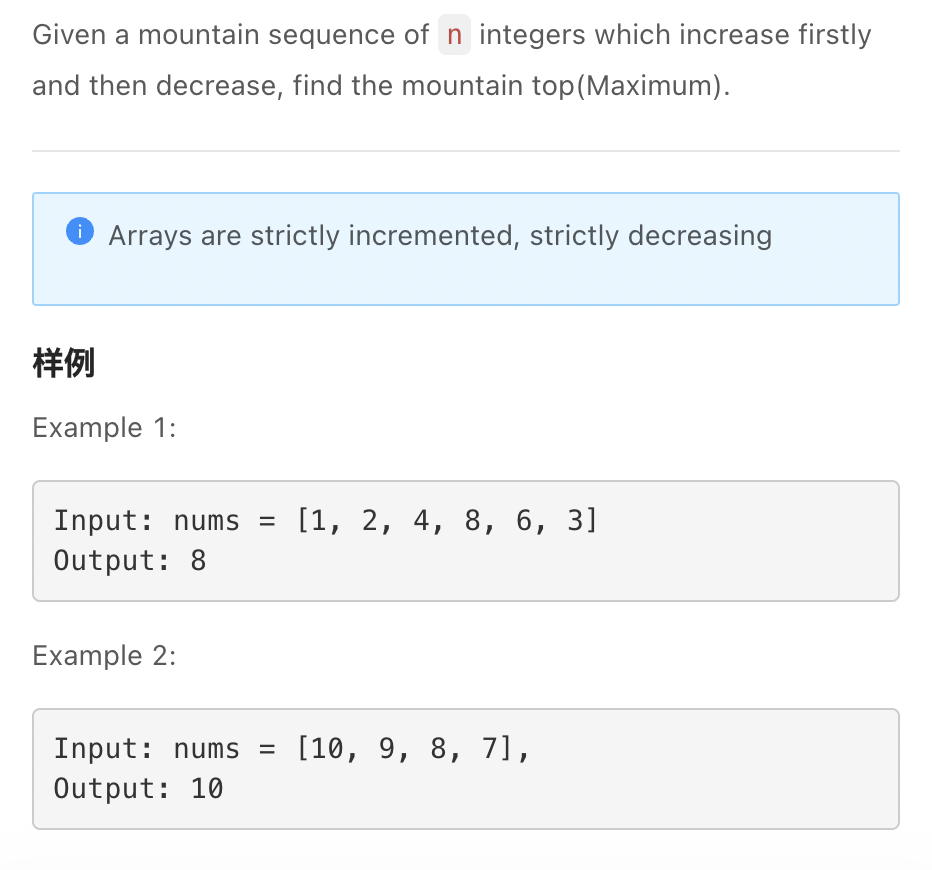 Given a mountain sequence of n integers which increase firstly
and then decrease, find the mountain top(Maximum).
i Arrays are strictly incremented, strictly decreasing
样例
Example 1:
Input: nums = [1, 2, 4, 8, 6, 3]
Output: 8
Example 2:
Input: nums = [10, 9, 8, 7],
Output: 10